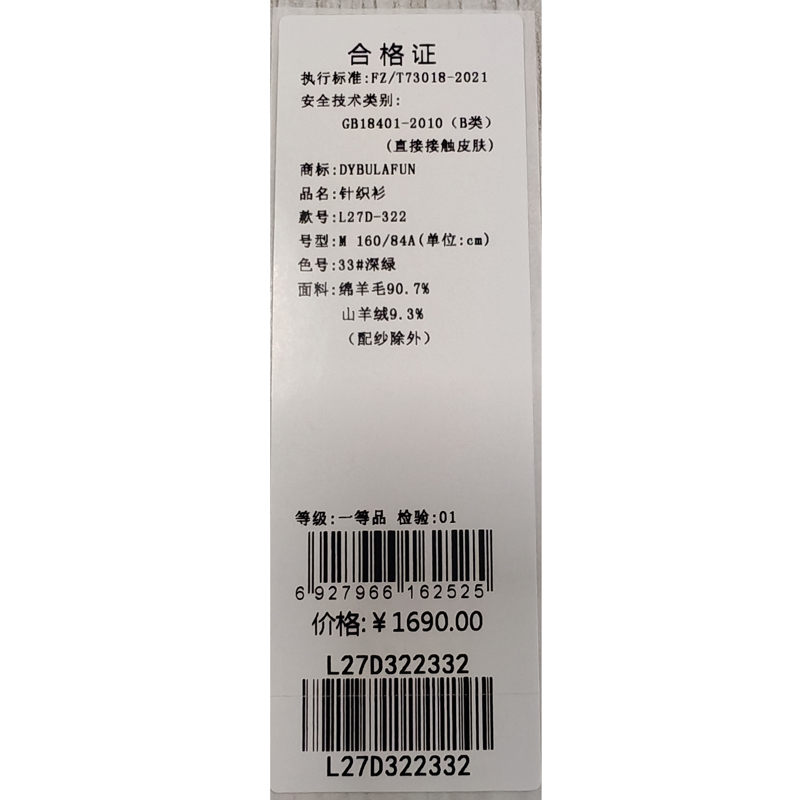 合格证
执行标准:FZ/T73018-2021
安全技术类别:
GB18401-2010（B类）
(直接接触皮肤)
商标:DYBULAFUN
品名:针织衫
款号:L27D-322
号型:M 160/84A(单位:cm)
色号:33#深绿
面料:绵羊毛90.7%
山羊绒9.3%
（配纱除外）
等级:一等品 检验:01
6 927966 162525
价格:￥1690.00
L27D322332
L27D322332